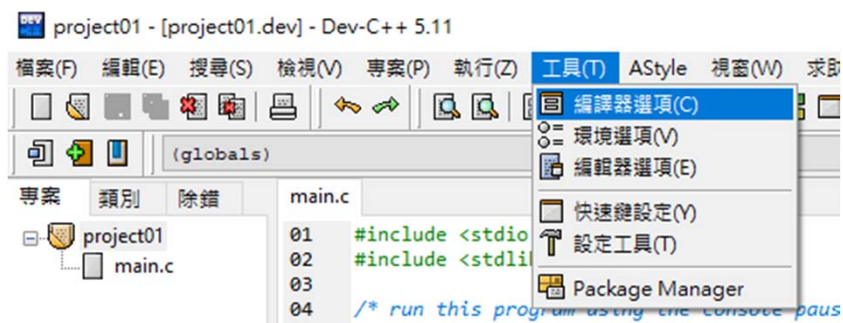 project01 - [project01.dev] - Dev-C++ 5.11
檔案(F) 編輯(E) 搜尋(S) 檢視(V) 專案(P) 執行(Z) 工具(T) AStyle 視窗(W) 求助
編譯器選項(C)
環境選項(V)
編輯器選項(E)
快速鍵設定(Y)
設定工具(T)
Package Manager
(globals)
專案 類別 除錯
project01
main.c
main.c
01 #include <stdio
02 #include <stdli
03
04 /* run this program using the console paus